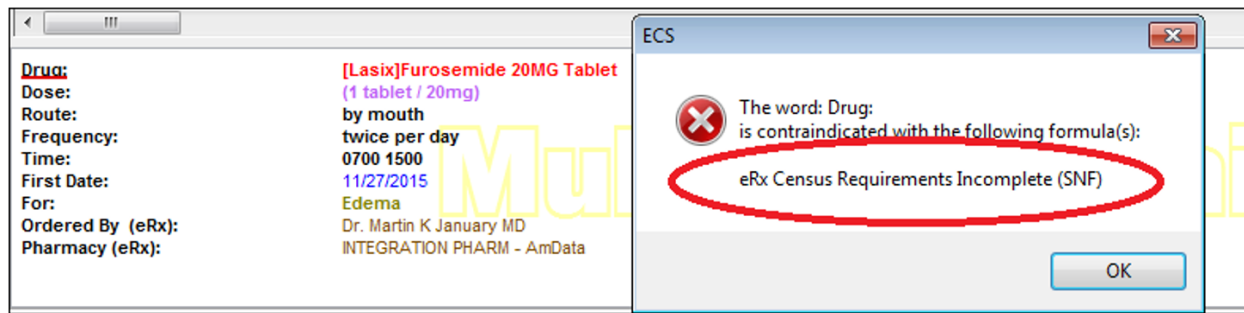 ECS
Drug: [Lasix]Furosemide 20MG Tablet
Dose: (1 tablet / 20mg)
Route: by mouth
Frequency: twice per day
Time: 0700 1500
First Date: 11/27/2015
For: Edema
Ordered By (eRx): Dr. Martin K January MD
Pharmacy (eRx): INTEGRATION PHARM - AmData
The word: Drug:
is contraindicated with the following formula(s):
eRx Census Requirements Incomplete (SNF)
OK